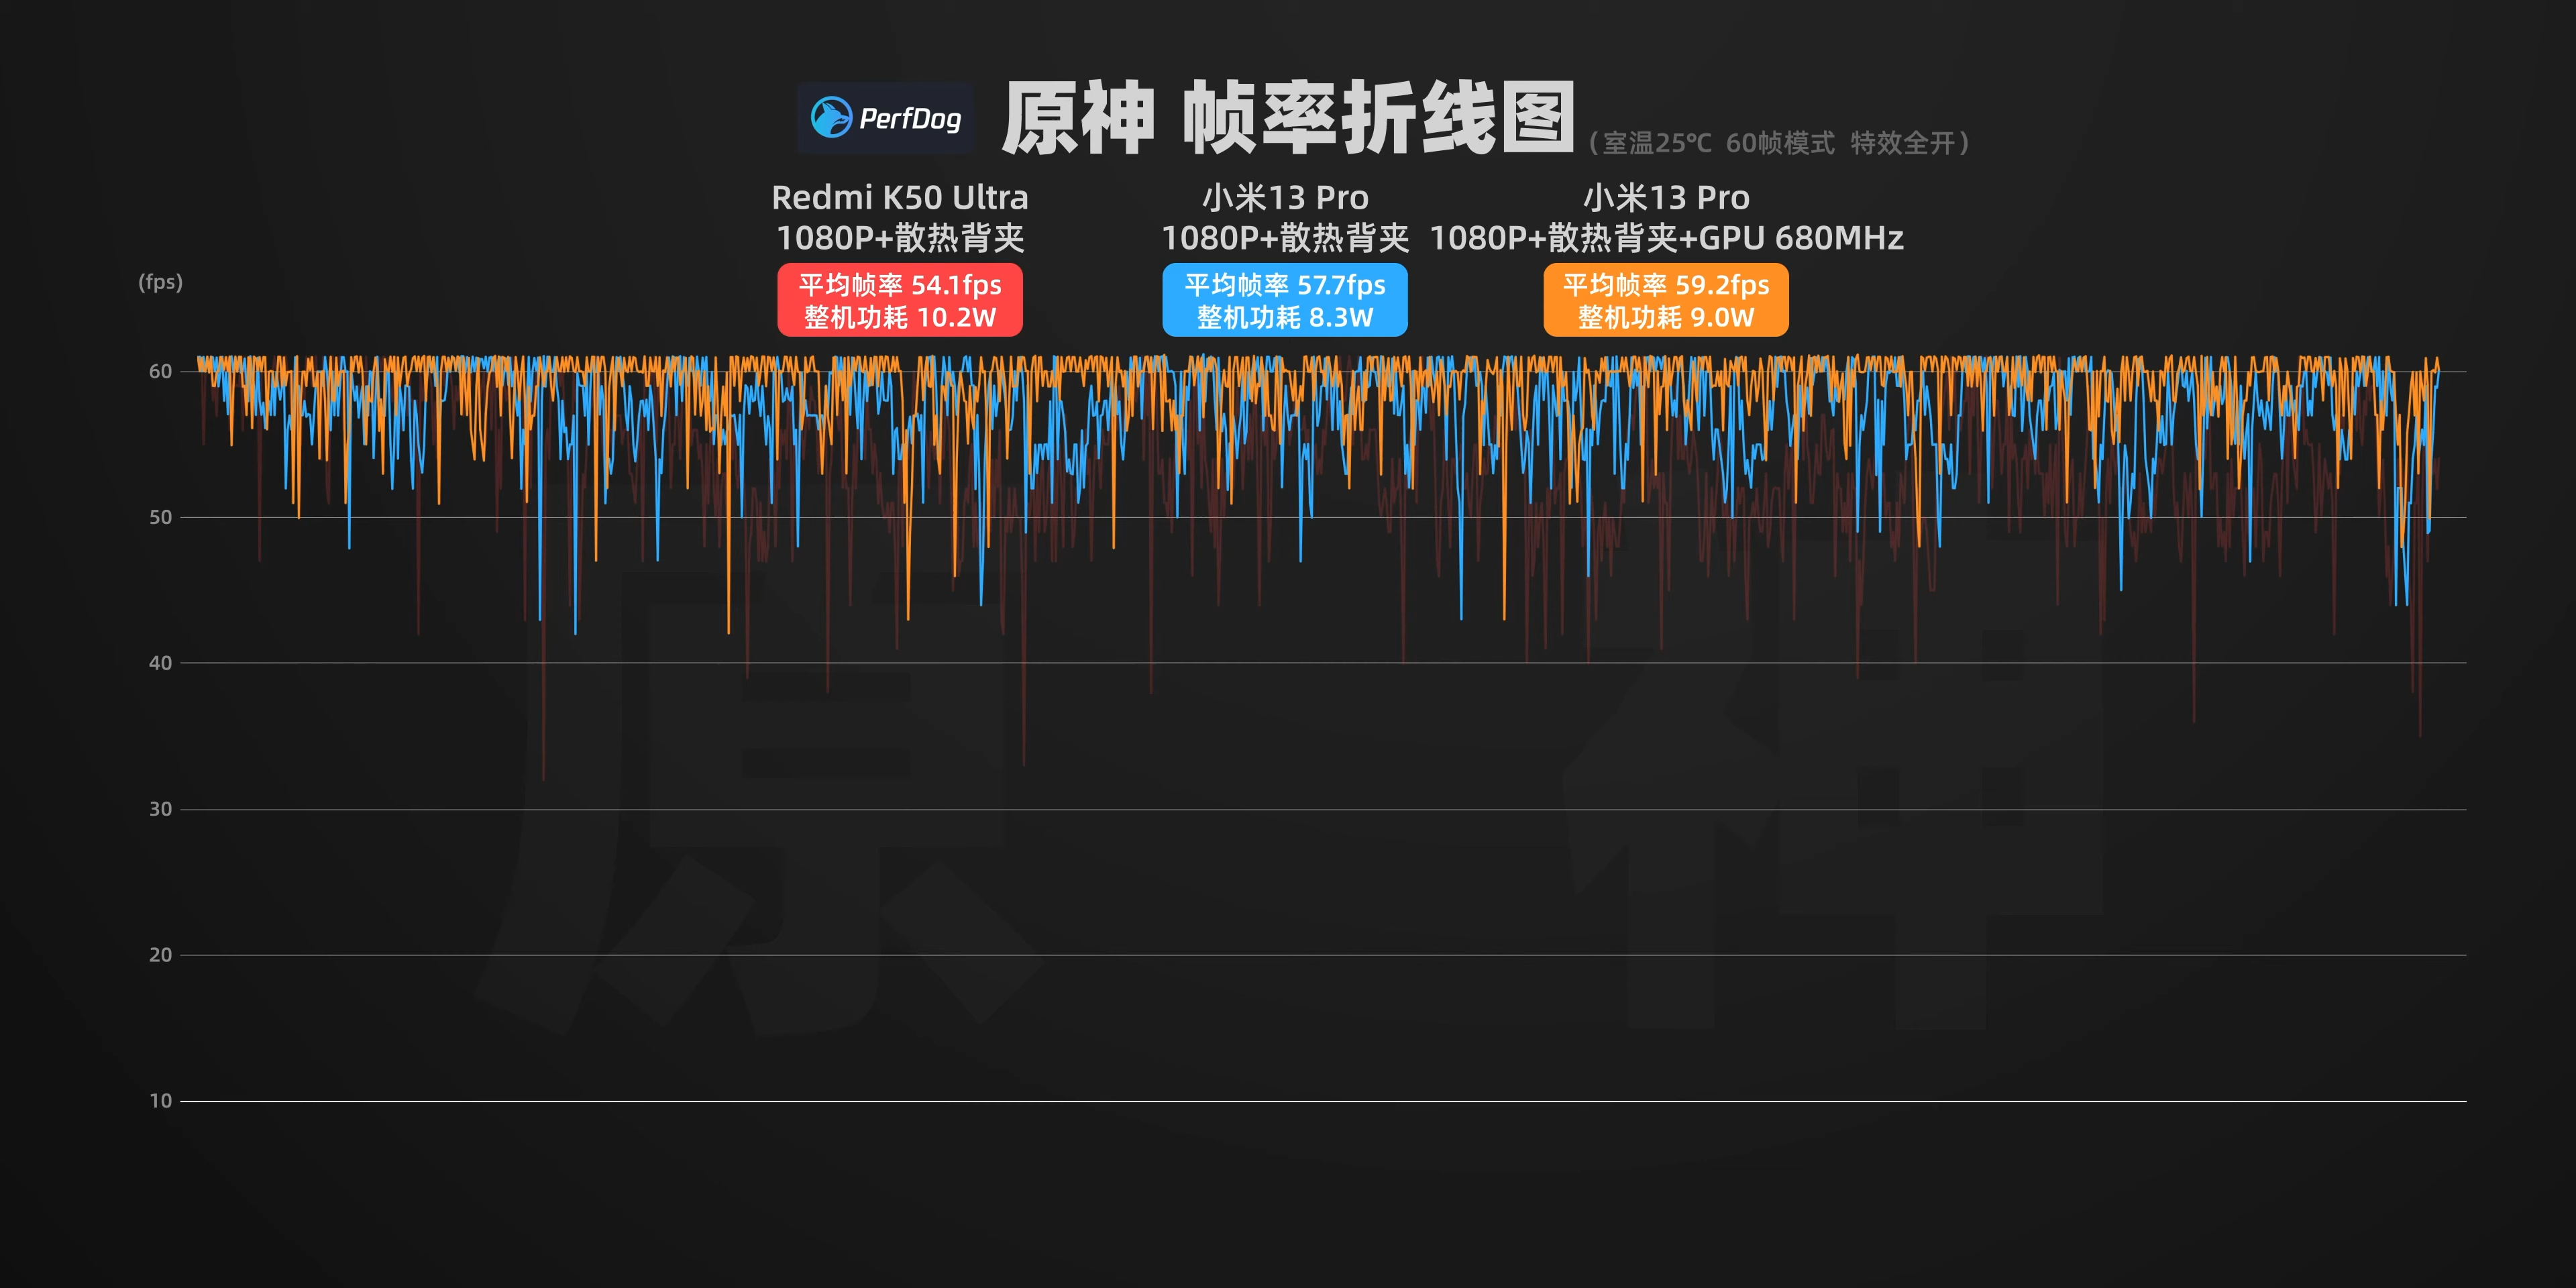 PerfDog 原神 帧率折线图 (室温25℃ 60帧模式 特效全开)
Redmi K50 Ultra
1080P+散热背夹
平均帧率 54.1fps
整机功耗 10.2W
小米13 Pro
1080P+散热背夹
平均帧率 57.7fps
整机功耗 8.3W
小米13 Pro
1080P+散热背夹+GPU 680MHz
平均帧率 59.2fps
整机功耗 9.0W
(fps)
60
50
40
30
20
10
原神